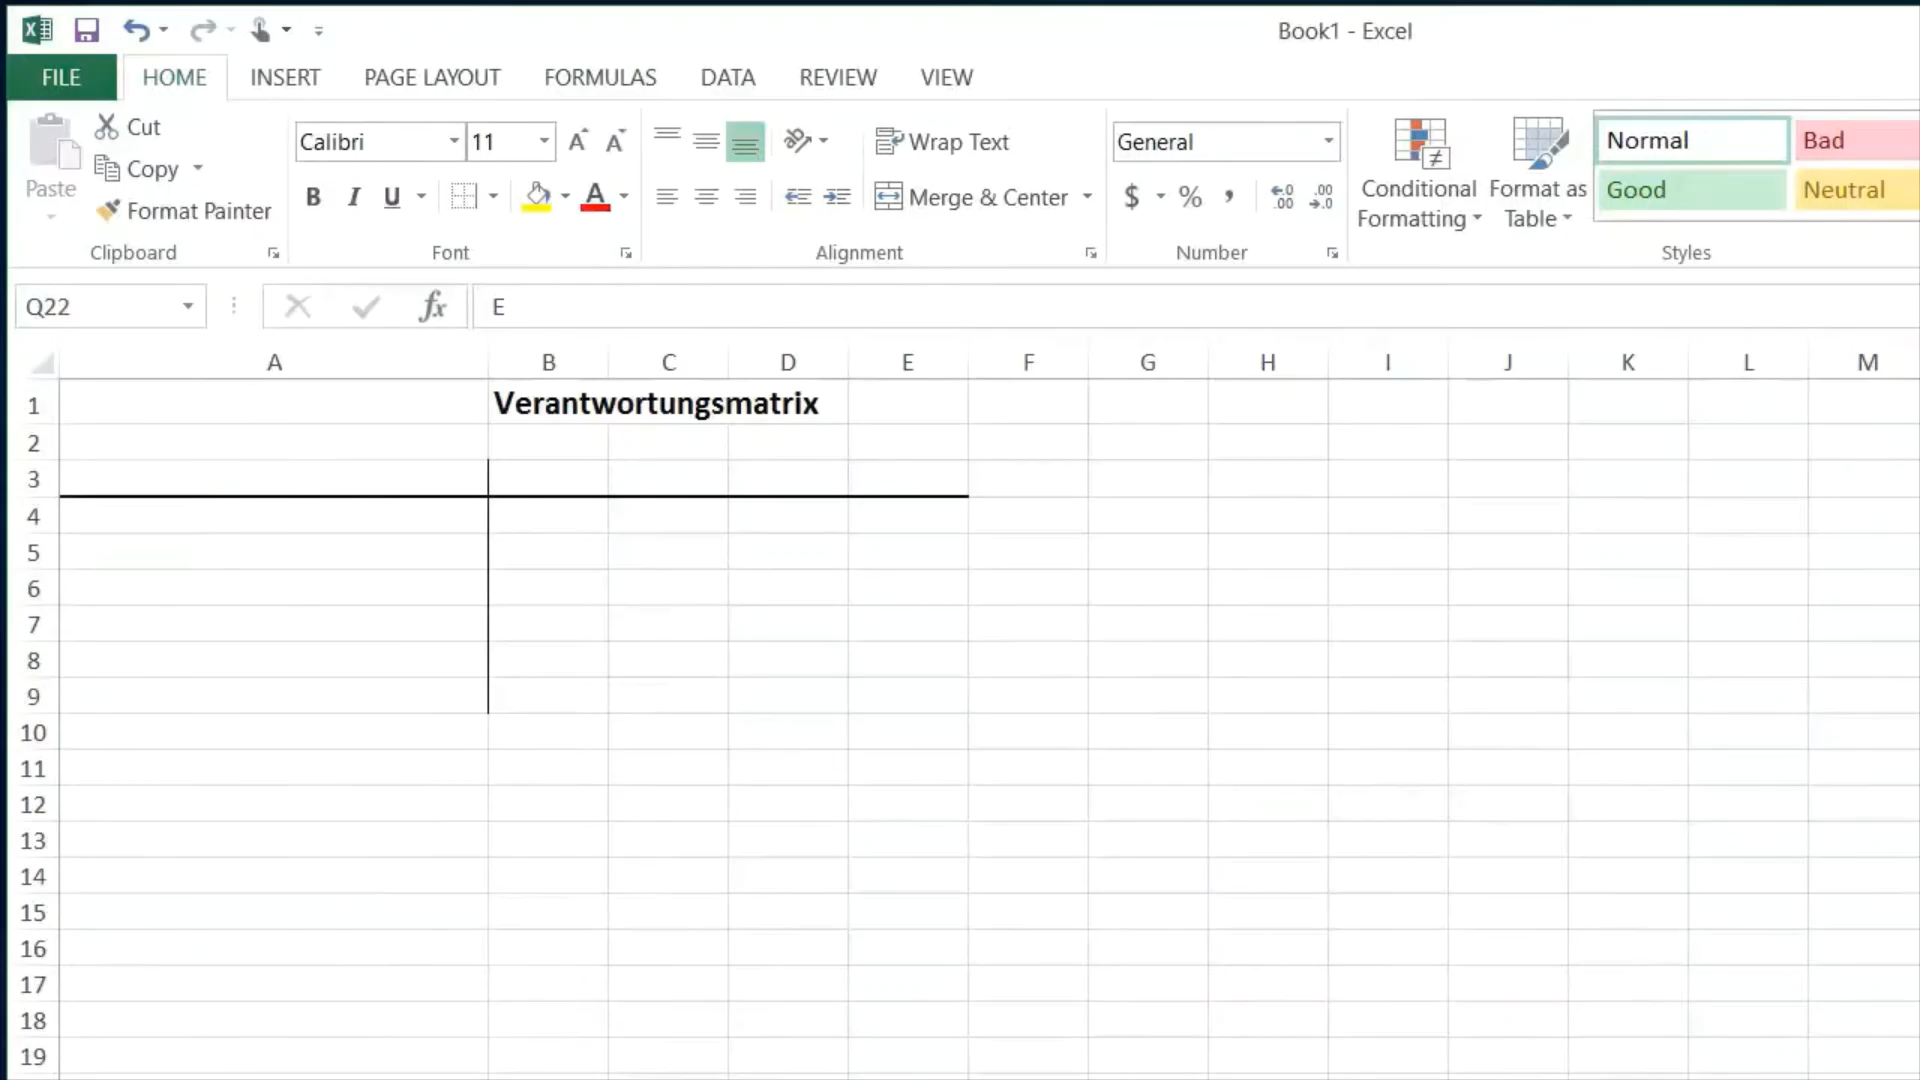 Book1 - Excel
FILE HOME INSERT PAGE LAYOUT FORMULAS DATA REVIEW VIEW
Paste
Cut
Copy
Format Painter
Clipboard
Calibri 11
B I U
Font
Wrap Text
Merge & Center
Alignment
General
$ % , .00 .00
Number
Conditional Formatting
Format as Table
Normal Bad
Good Neutral
Styles
Q22 fx E
A B C D E F G H I J K L M
1 Verantwortungsmatrix
2
3
4
5
6
7
8
9
10
11
12
13
14
15
16
17
18
19